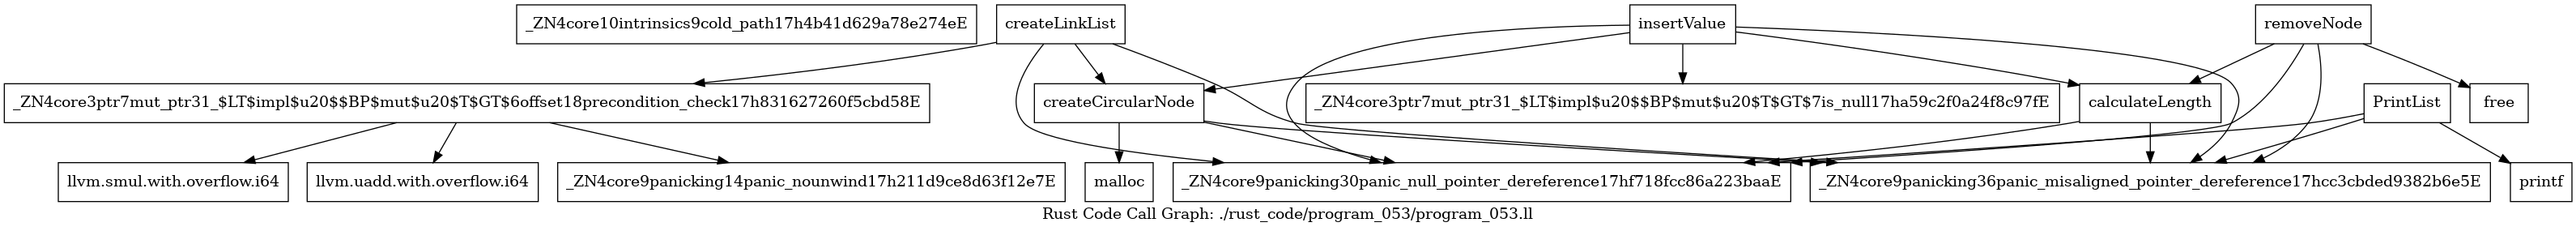 _ZN4core10intrinsics9cold_path17h4b41d629a78e274eE
createLinkList
insertValue
removeNode
_ZN4core3ptr7mut_ptr31_$LT$impl$u20$$BP$mut$u20$T$GT$6offset18precondition_check17h831627260f5cbd58E
createCircularNode
_ZN4core3ptr7mut_ptr31_$LT$impl$u20$$BP$mut$u20$T$GT$7is_null17ha59c2f0a24f8c97fE
calculateLength
PrintList
free
llvm.smul.with.overflow.i64
llvm.uadd.with.overflow.i64
_ZN4core9panicking14panic_nounwind17h211d9ce8d63f12e7E
malloc
_ZN4core9panicking30panic_null_pointer_dereference17hf718fcc86a223baaE
_ZN4core9panicking36panic_misaligned_pointer_dereference17hcc3cbded9382b6e5E
printf
Rust Code Call Graph: ./rust_code/program_053/program_053.ll